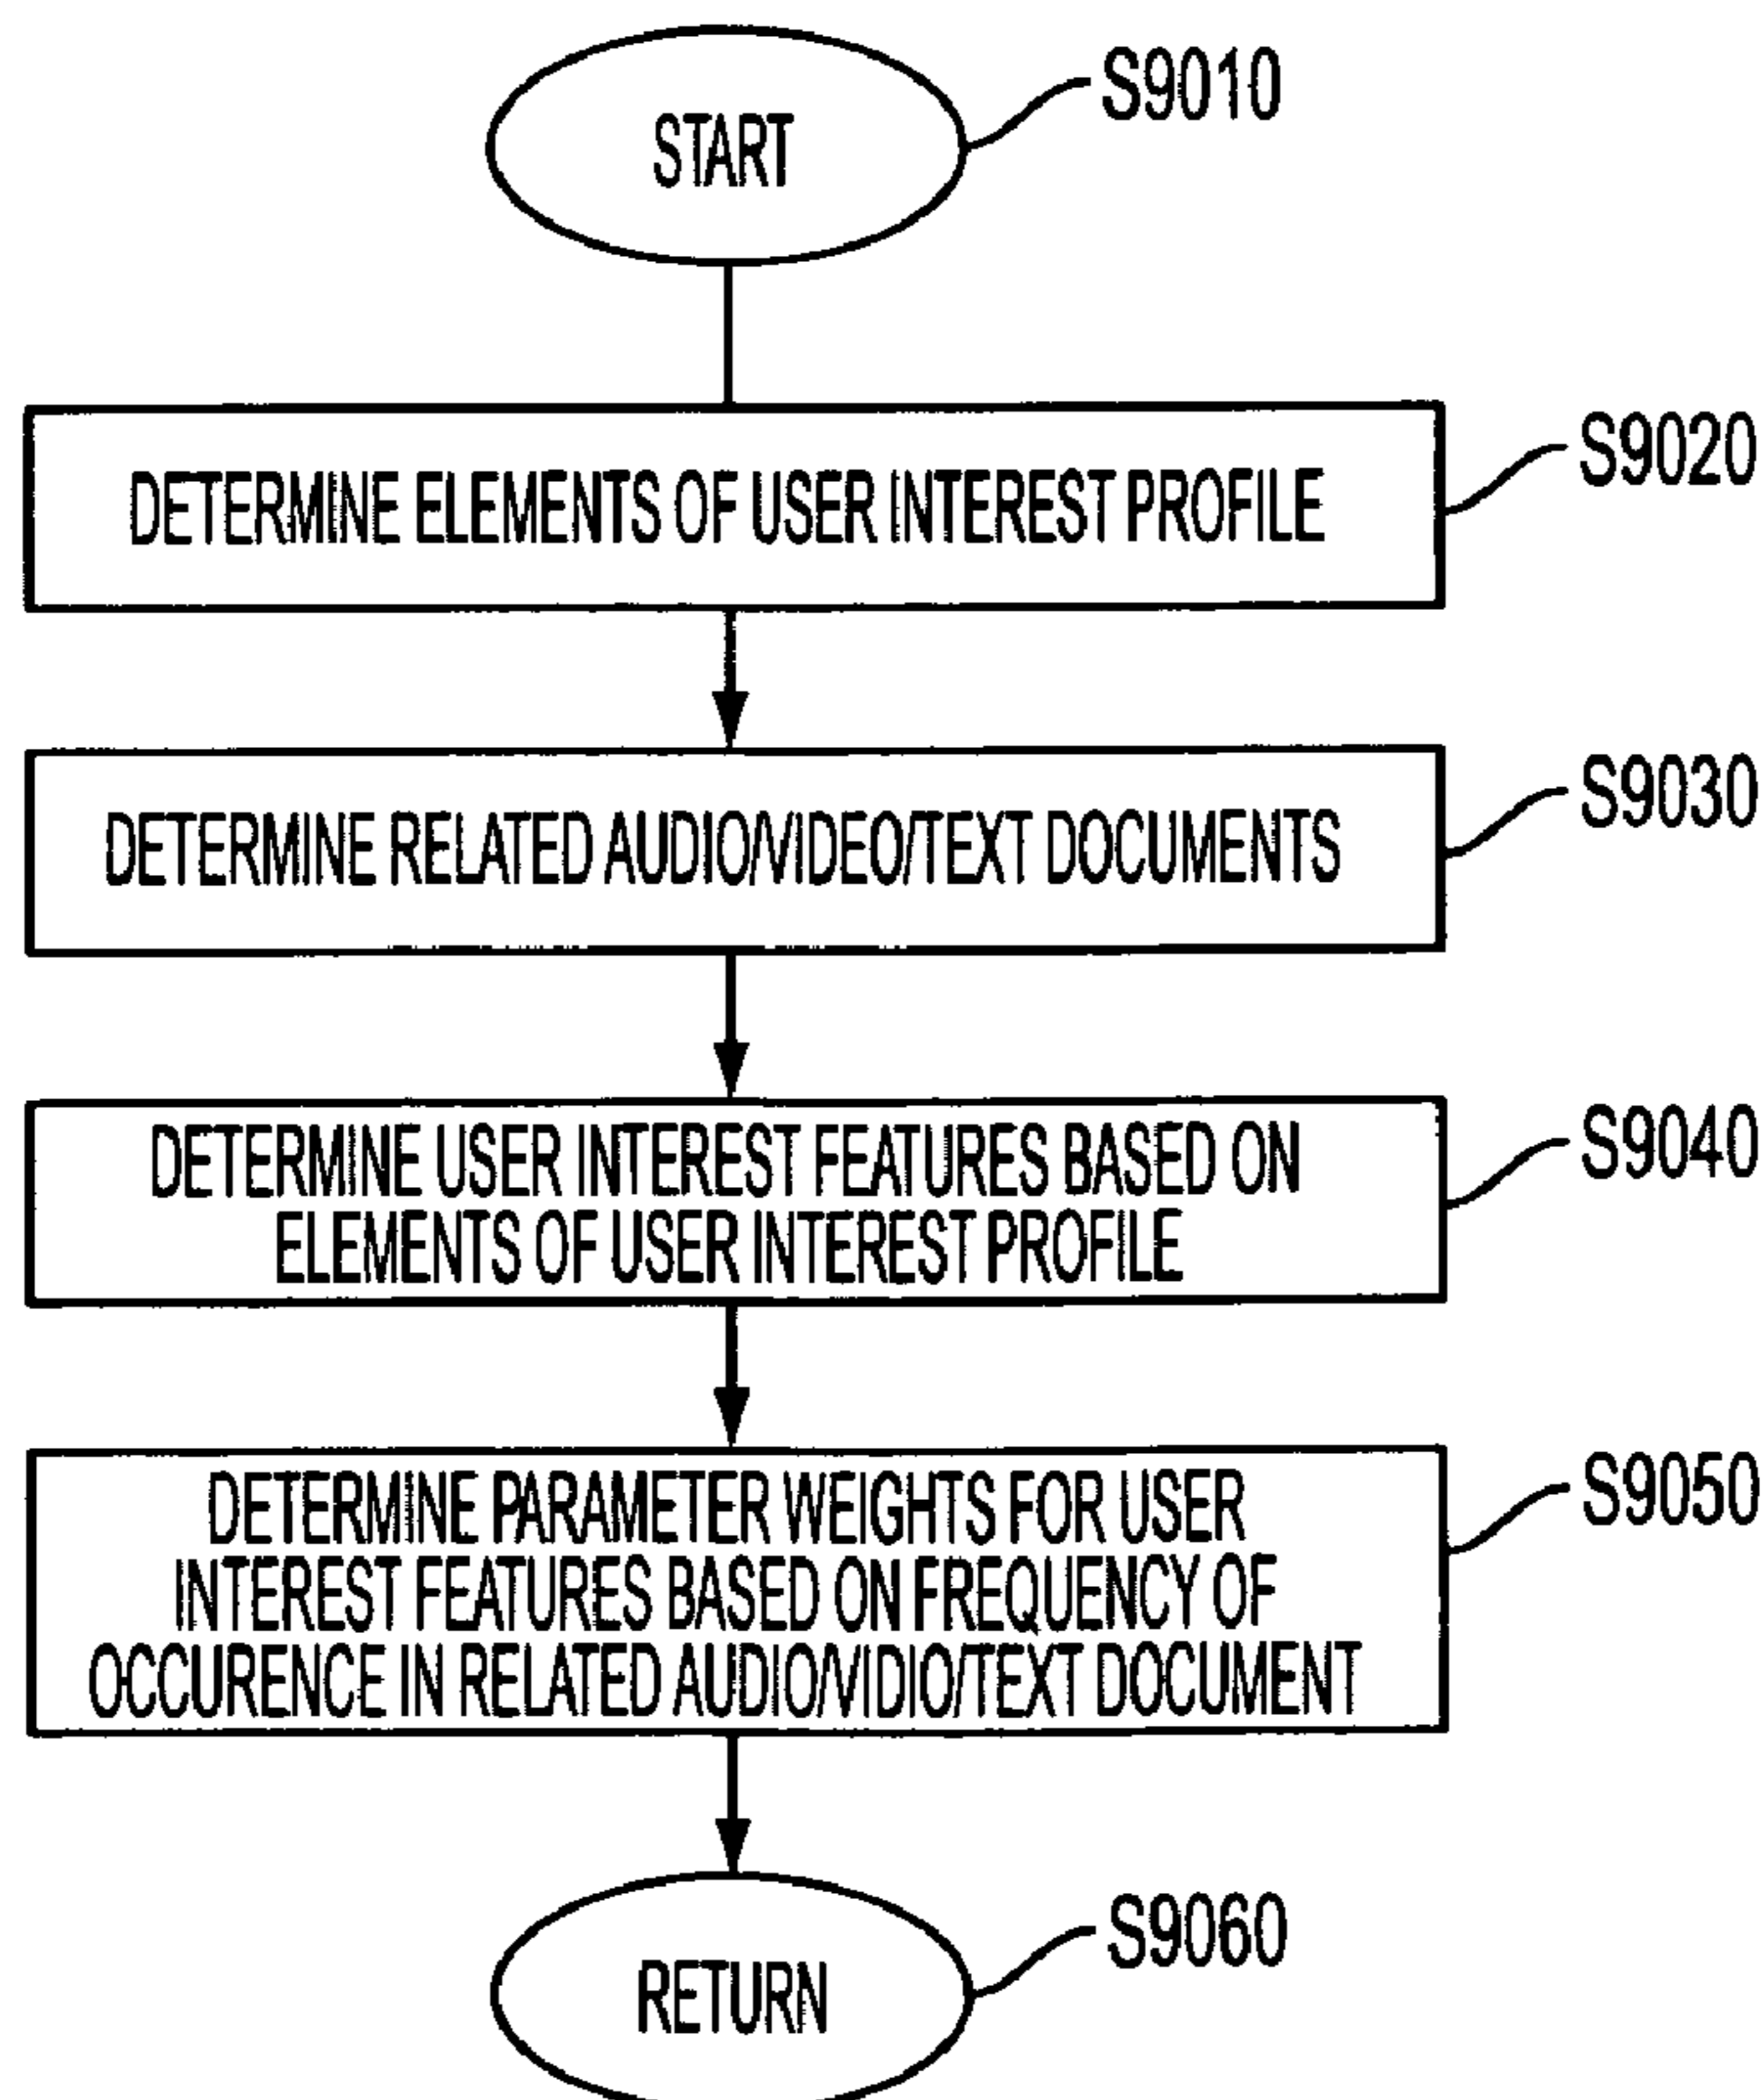 START
S9010
DETERMINE ELEMENTS OF USER INTEREST PROFILE
S9020
DETERMINE RELATED AUDIO/VIDEO/TEXT DOCUMENTS
S9030
DETERMINE USER INTEREST FEATURES BASED ON
ELEMENTS OF USER INTEREST PROFILE
S9040
DETERMINE PARAMETER WEIGHTS FOR USER
INTEREST FEATURES BASED ON FREQUENCY OF
OCCURENCE IN RELATED AUDIO/VIDIO/TEXT DOCUMENT
S9050
RETURN
S9060